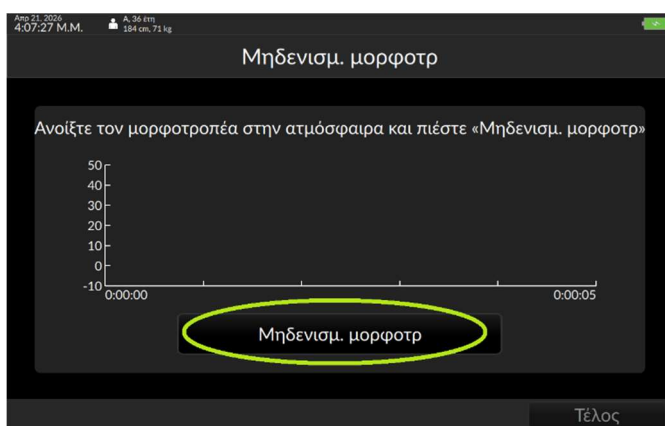 Απρ 21, 2026
4:07:27 Μ.Μ.
Α, 36 έτη
184 cm, 71 kg
Μηδενισμ. μορφοτρ
Ανοίξτε τον μορφοτροπέα στην ατμόσφαιρα και πιέστε «Μηδενισμ. μορφοτρ»
50
40
30
20
10
0
-10
0:00:00
0:00:05
Μηδενισμ. μορφοτρ
Τέλος